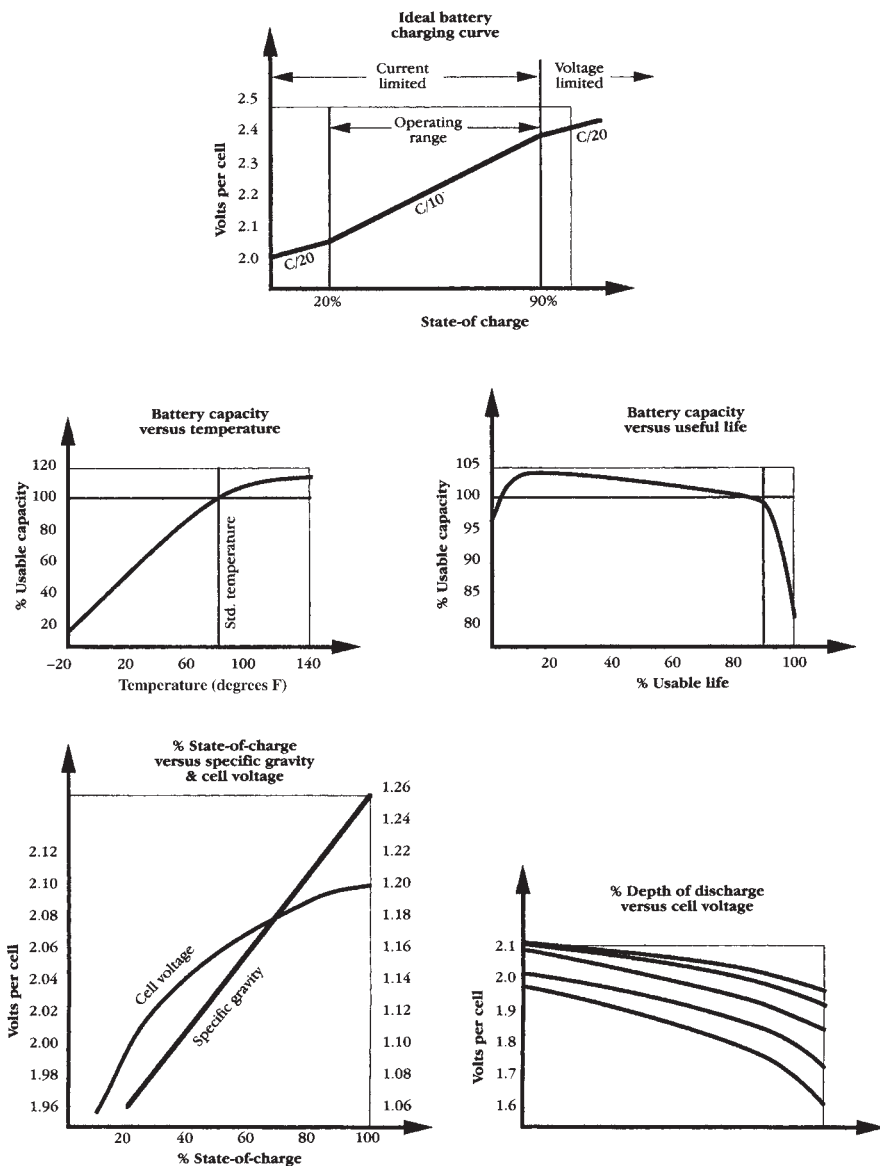 Ideal battery
charging curve
Current
limited
Voltage
limited
Operating
range
2.5
2.4
2.3
2.2
2.1
2.0
Volts per cell
C/20
C/10
C/20
20%
90%
State-of charge
Battery capacity
versus temperature
120
100
80
60
40
20
% Usable capacity
Std. temperature
-20
20
60
100
140
Temperature (degrees F)
Battery capacity
versus useful life
105
100
95
90
85
80
% Usable capacity
20
40
60
80
100
% Usable life
% State-of-charge
versus specific gravity
& cell voltage
2.12
2.10
2.08
2.06
2.04
2.02
2.00
1.98
1.96
Volts per cell
Cell voltage
Specific gravity
1.26
1.24
1.22
1.20
1.18
1.16
1.14
1.12
1.10
1.08
1.06
20
40
60
80
100
% State-of-charge
% Depth of discharge
versus cell voltage
2.1
2.0
1.9
1.8
1.7
1.6
Volts per cell